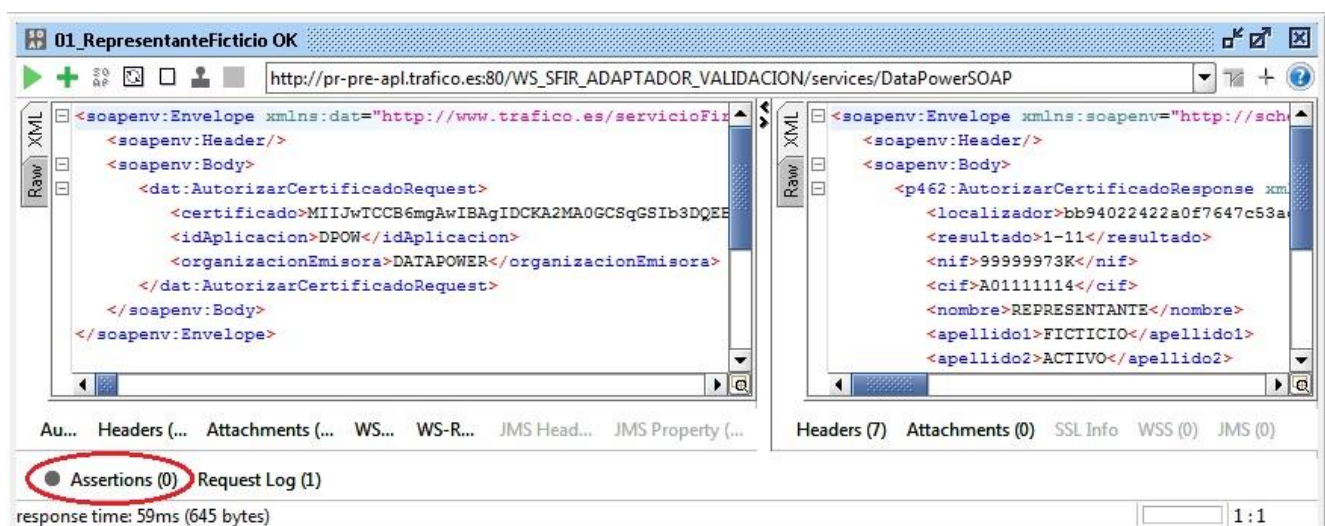 01_RepresentanteFicticio OK
http://pr-pre-apl.trafico.es:80/WS_SFIR_ADAPTADOR_VALIDACION/services/DataPowerSOAP
XML
Raw
<soapenv:Envelope xmlns:dat="http://www.trafico.es/servicioFir
<soapenv:Header/>
<soapenv:Body>
<dat:AutorizarCertificadoRequest>
<certificado>MIIJwTCCB6mgAwIBAgIDCKA2MA0GCSqGSIb3DQEB
<idAplicacion>DPOW</idAplicacion>
<organizacionEmisora>DATAPOWER</organizacionEmisora>
</dat:AutorizarCertificadoRequest>
</soapenv:Body>
</soapenv:Envelope>
XML
Raw
<soapenv:Envelope xmlns:soapenv="http://sch
<soapenv:Header/>
<soapenv:Body>
<p462:AutorizarCertificadoResponse xm
<localizador>bb94022422a0f7647c53a
<resultado>1-11</resultado>
<nif>99999973K</nif>
<cif>A01111114</cif>
<nombre>REPRESENTANTE</nombre>
<apellido1>FICTICIO</apellido1>
<apellido2>ACTIVO</apellido2>
Au... Headers (... Attachments (... WS... WS-R... JMS Head... JMS Property (...
Headers (7) Attachments (0) SSL Info WSS (0) JMS (0)
Assertions (0) Request Log (1)
response time: 59ms (645 bytes)
1 : 1